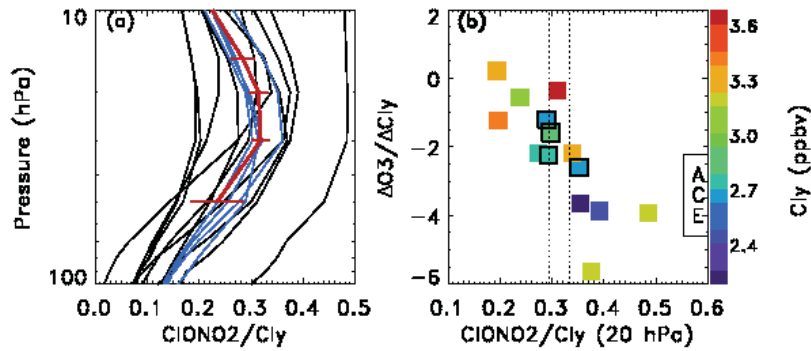 (a)
10
100
Pressure (hPa)
0.0 0.1 0.2 0.3 0.4 0.5
ClONO2/Cly
(b)
2
0
-2
-4
-6
ΔO3/ΔCly
0.1 0.2 0.3 0.4 0.5 0.6
ClONO2/Cly (20 hPa)
A
C
E
3.6
3.3
3.0
2.7
2.4
Cly (ppbv)